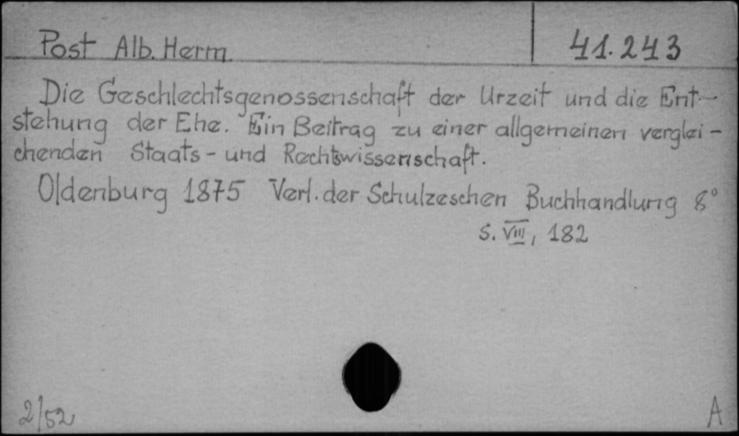 Post Alb. Herm.
41.243
Die Geschlechtsgenossenschaft der Urzeit und die Ent-
stehung der Ehe. Ein Beitrag zu einer allgemeinen verglei-
chenden Staats- und Rechtswissenschaft.
Oldenburg 1875 Verl. der Schulzeschen Buchhandlung 8°
S. VIII, 182
2/52
A